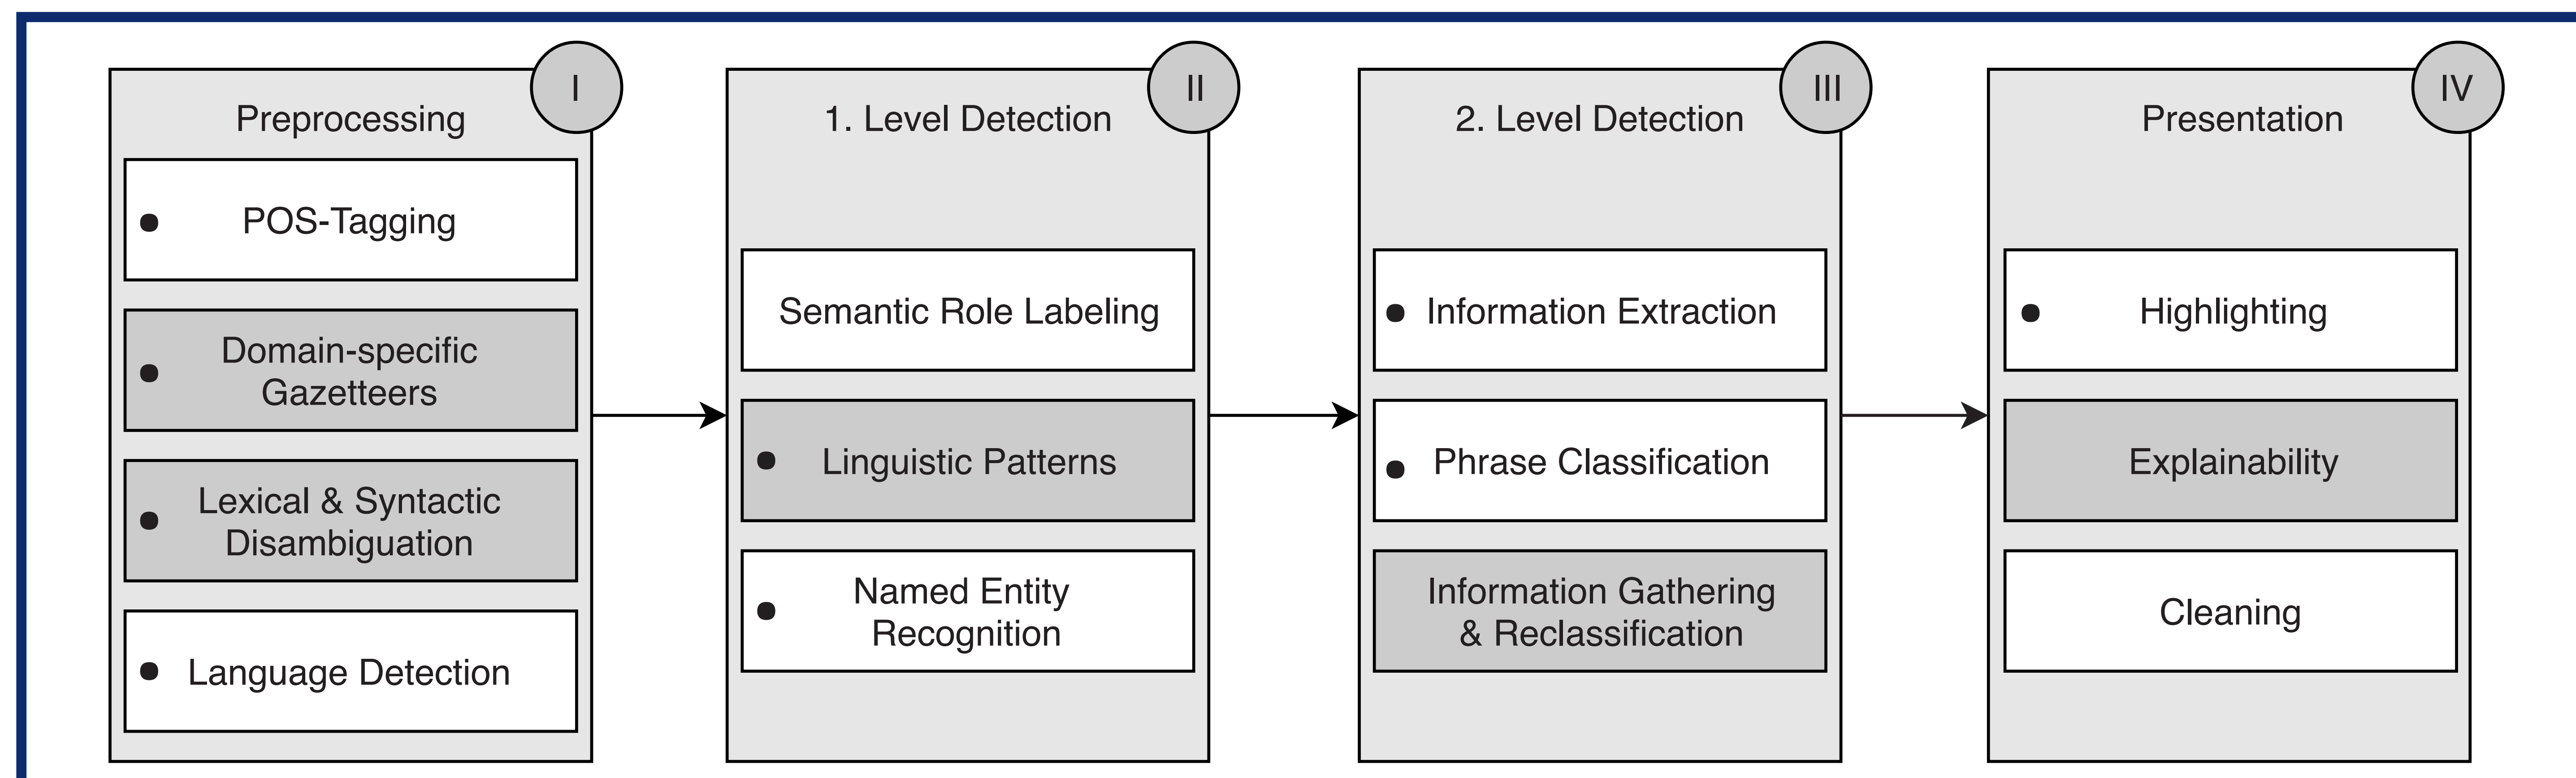 I
Preprocessing
• POS-Tagging
• Domain-specific
Gazetteers
• Lexical & Syntactic
Disambiguation
• Language Detection
II
1. Level Detection
Semantic Role Labeling
• Linguistic Patterns
• Named Entity
Recognition
III
2. Level Detection
• Information Extraction
• Phrase Classification
Information Gathering
& Reclassification
IV
Presentation
• Highlighting
Explainability
Cleaning